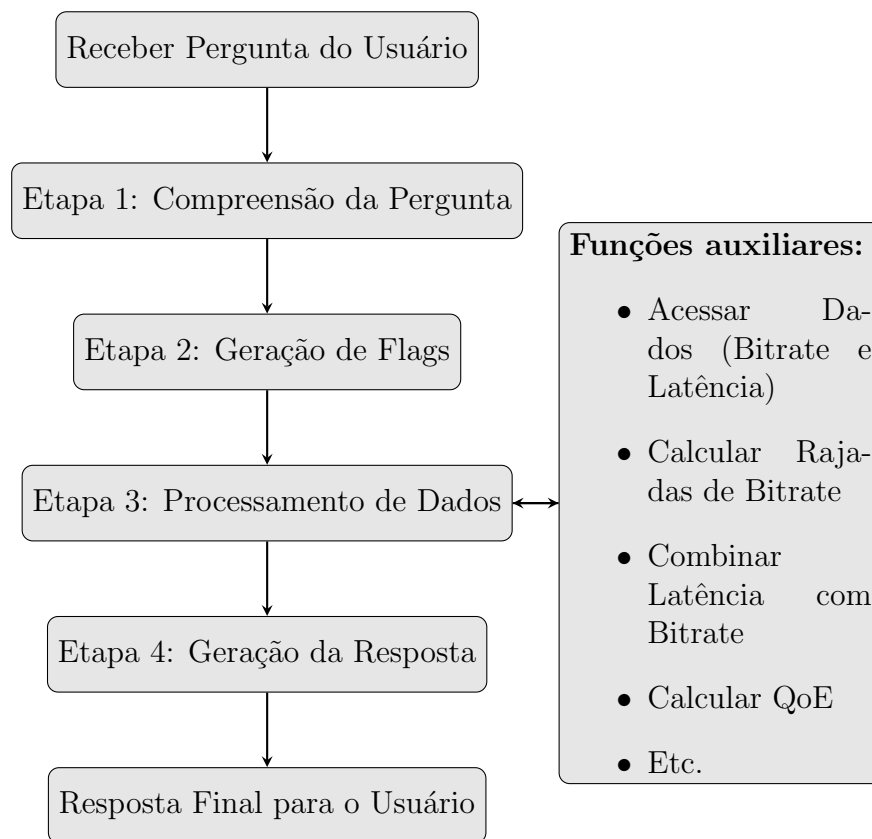 Receber Pergunta do Usuário
Etapa 1: Compreensão da Pergunta
Etapa 2: Geração de Flags
Etapa 3: Processamento de Dados
Etapa 4: Geração da Resposta
Resposta Final para o Usuário
Funções auxiliares:
• Acessar Da-
dos (Bitrate e
Latência)
• Calcular Raja-
das de Bitrate
• Combinar
Latência com
Bitrate
• Calcular QoE
• Etc.